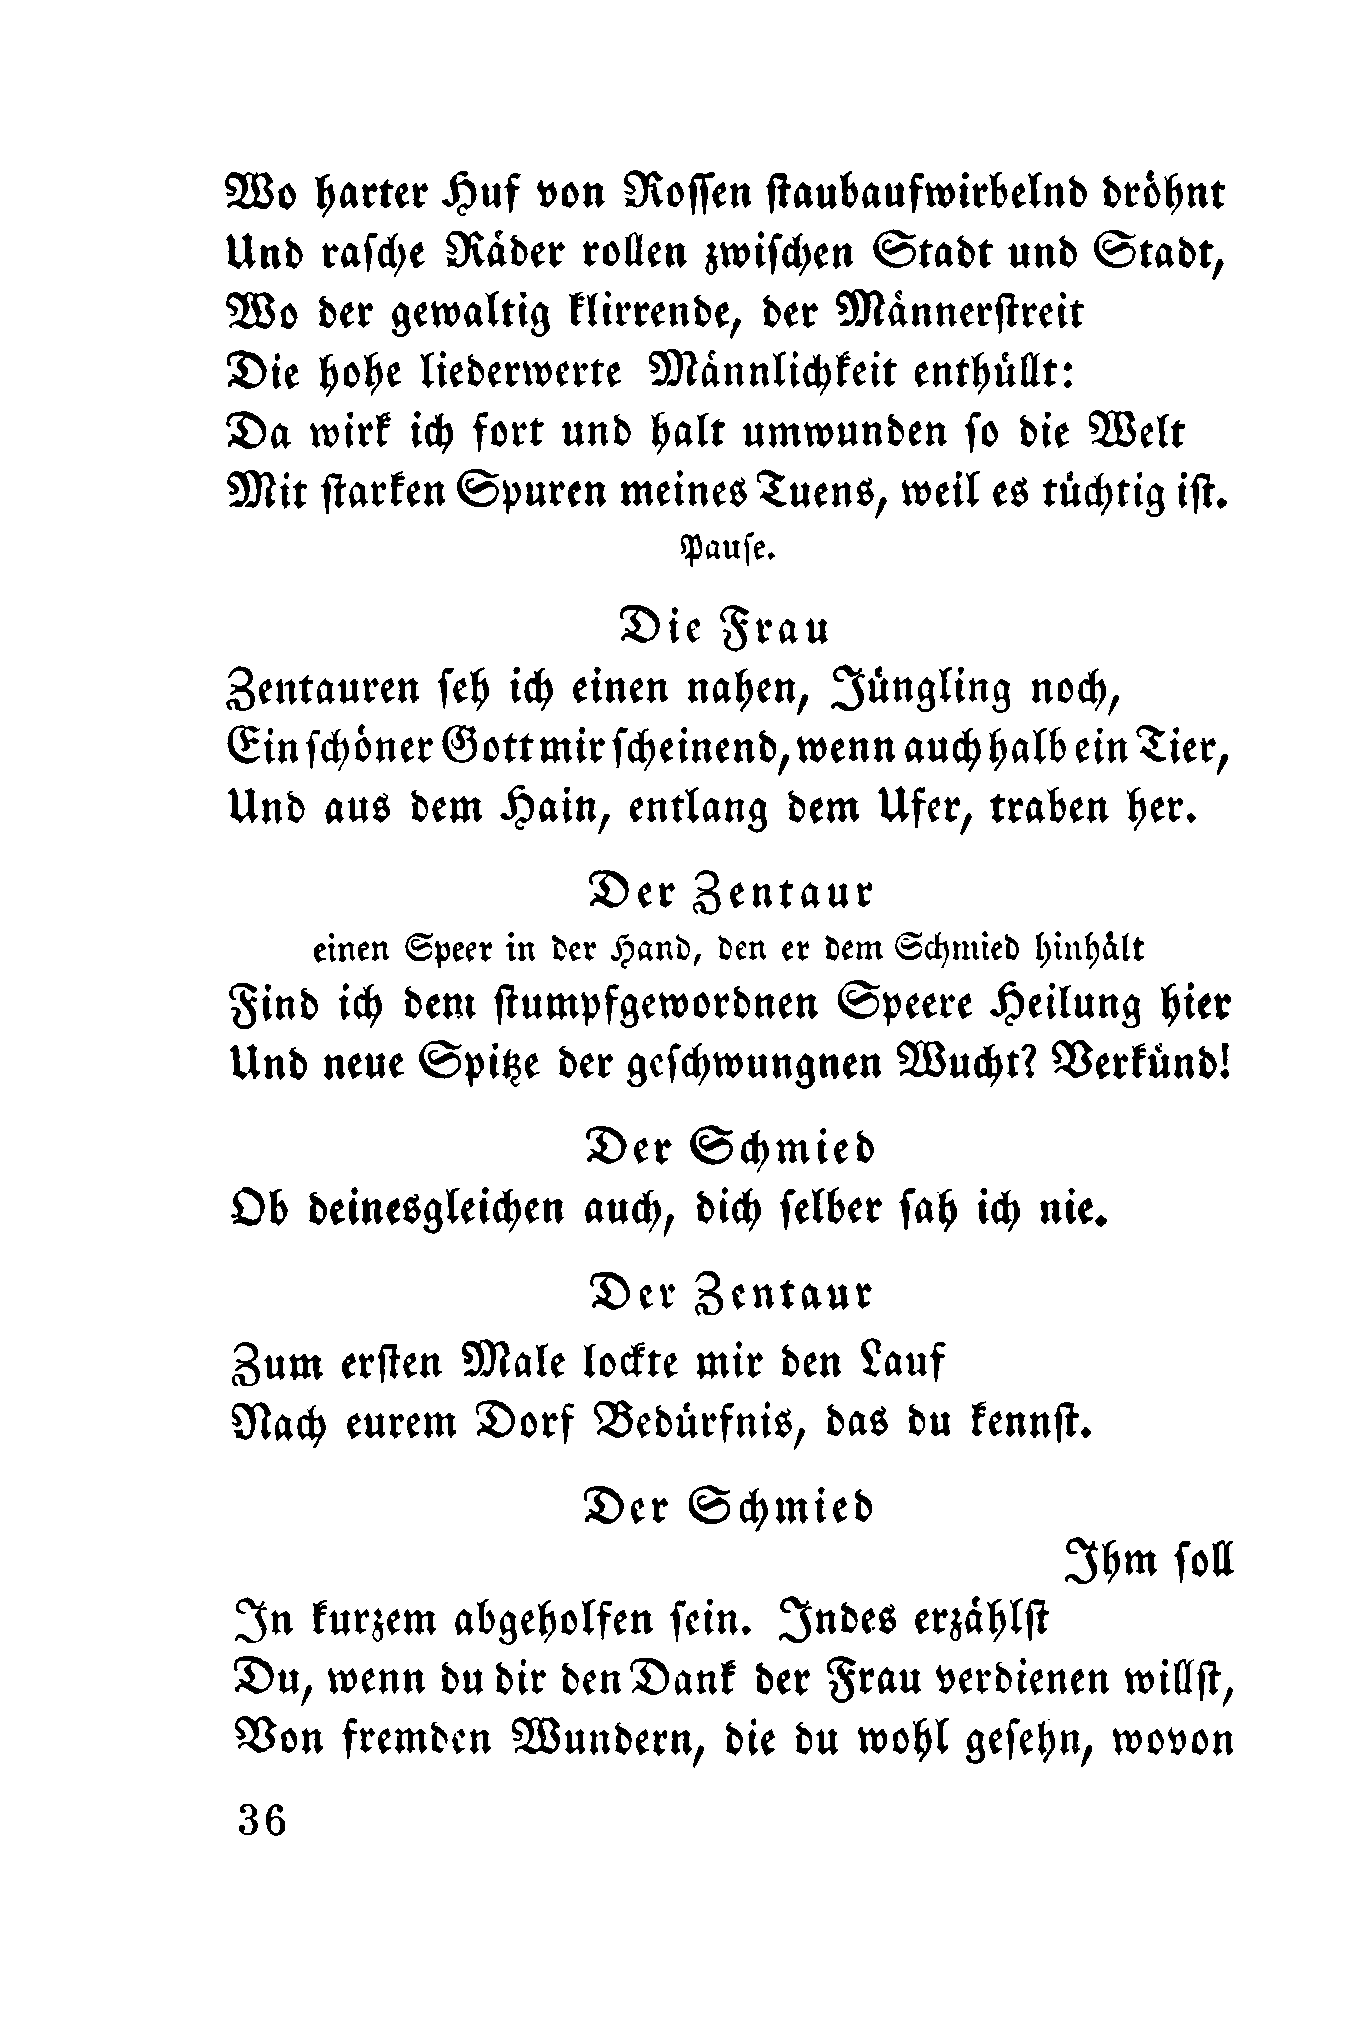 Wo harter Huf von Rossen staubaufwirbelnd dröhnt
Und rasche Räder rollen zwischen Stadt und Stadt,
Wo der gewaltig klirrende, der Männerstreit
Die hohe liederwerte Männlichkeit enthüllt:
Da wirk ich fort und halt umwunden so die Welt
Mit starken Spuren meines Tuens, weil es tüchtig ist.
Pause.
Die Frau
Zentauren seh ich einen nahen, Jüngling noch,
Ein schöner Gott mir scheinend, wenn auch halb ein Tier,
Und aus dem Hain, entlang dem Ufer, traben her.
Der Zentaur
einen Speer in der Hand, den er dem Schmied hinhält
Find ich dem stumpfgewordnen Speere Heilung hier
Und neue Spitze der geschwungnen Wucht? Verkünd!
Der Schmied
Ob deinesgleichen auch, dich selber sah ich nie.
Der Zentaur
Zum ersten Male lockte mir den Lauf
Nach eurem Dorf Bedürfnis, das du kennst.
Der Schmied
Ihm soll
In kurzem abgeholfen sein. Indes erzählst
Du, wenn du dir den Dank der Frau verdienen willst,
Von fremden Wundern, die du wohl gesehn, wovon
36